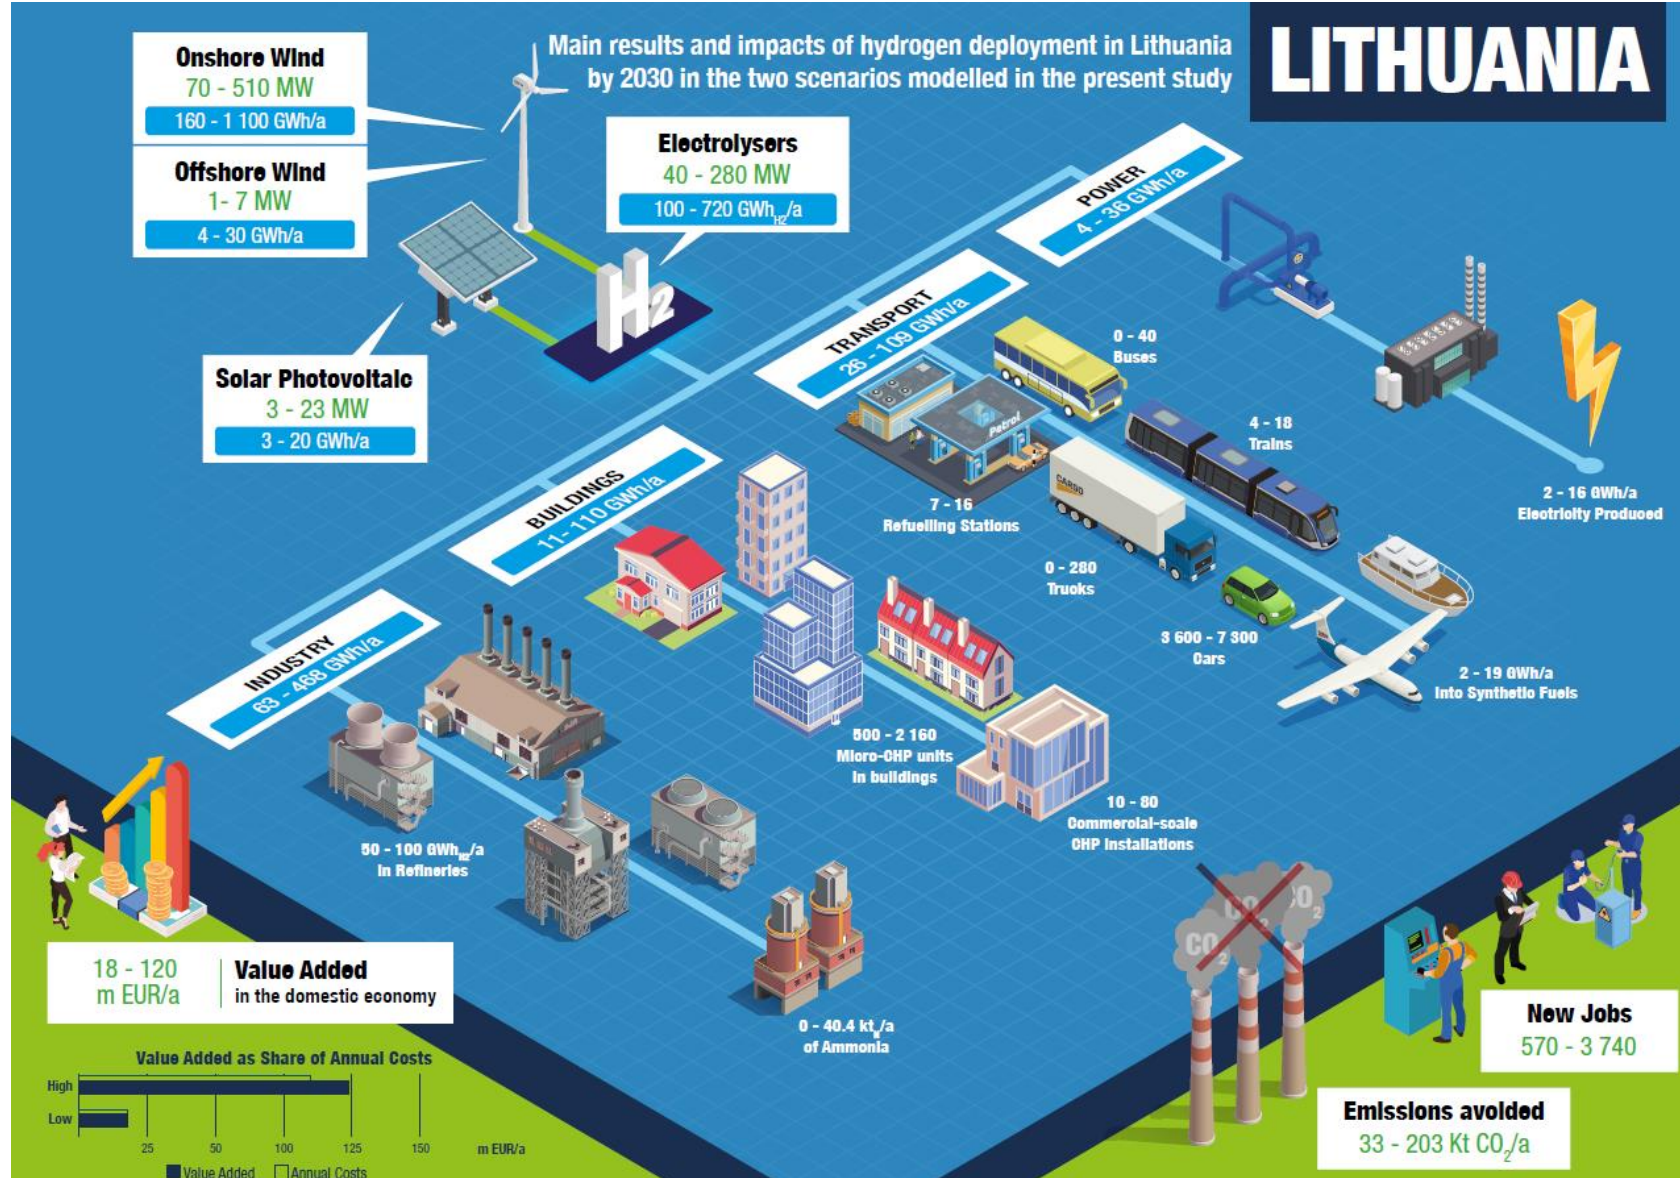 LITHUANIA
Main results and impacts of hydrogen deployment in Lithuania
by 2030 in the two scenarios modelled in the present study
Onshore Wind
70 - 510 MW
160 - 1 100 GWh/a
Offshore Wind
1- 7 MW
4 - 30 GWh/a
Electrolysers
40 - 280 MW
100 - 720 GWhH2/a
Solar Photovoltaic
3 - 23 MW
3 - 20 GWh/a
H2
POWER
4 - 36 GWh/a
TRANSPORT
26 - 109 GWh/a
BUILDINGS
11- 110 GWh/a
INDUSTRY
63 - 468 GWh/a
0 - 40
Buses
4 - 18
Trains
Petrol
7 - 16
Refuelling Stations
CARGO
0 - 280
Trucks
3 600 - 7 300
Cars
2 - 16 GWh/a
Electricity Produced
2 - 19 GWh/a
Into Synthetic Fuels
500 - 2 160
Micro-CHP units
in buildings
10 - 80
Commercial-scale
CHP Installations
50 - 100 GWhH2/a
in Refineries
0 - 40.4 ktN/a
of Ammonia
18 - 120
m EUR/a
Value Added
in the domestic economy
Value Added as Share of Annual Costs
High
Low
25 50 100 125 150 m EUR/a
Value Added Annual Costs
CO2
CO2
CO2
New Jobs
570 - 3 740
Emissions avoided
33 - 203 Kt CO2/a